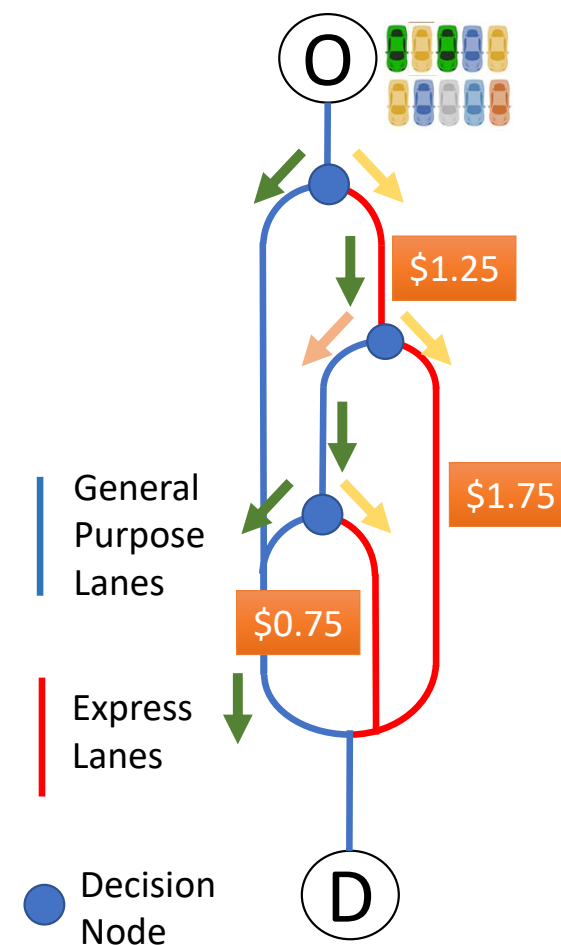 O
$1.25
$1.75
General
Purpose
Lanes
$0.75
Express
Lanes
Decision
Node
D